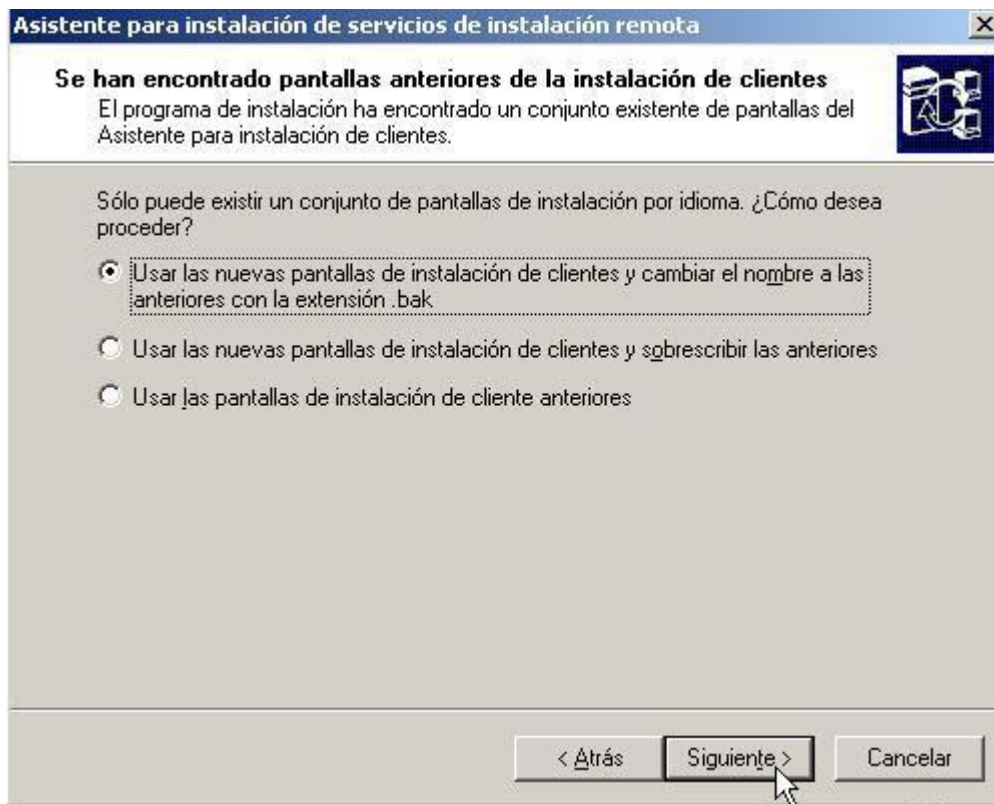 Asistente para instalación de servicios de instalación remota
Se han encontrado pantallas anteriores de la instalación de clientes
El programa de instalación ha encontrado un conjunto existente de pantallas del
Asistente para instalación de clientes.
Sólo puede existir un conjunto de pantallas de instalación por idioma. ¿Cómo desea
proceder?
Usar las nuevas pantallas de instalación de clientes y cambiar el nombre a las
anteriores con la extensión .bak
Usar las nuevas pantallas de instalación de clientes y sobrescribir las anteriores
Usar las pantallas de instalación de cliente anteriores
< Atrás
Siguiente >
Cancelar